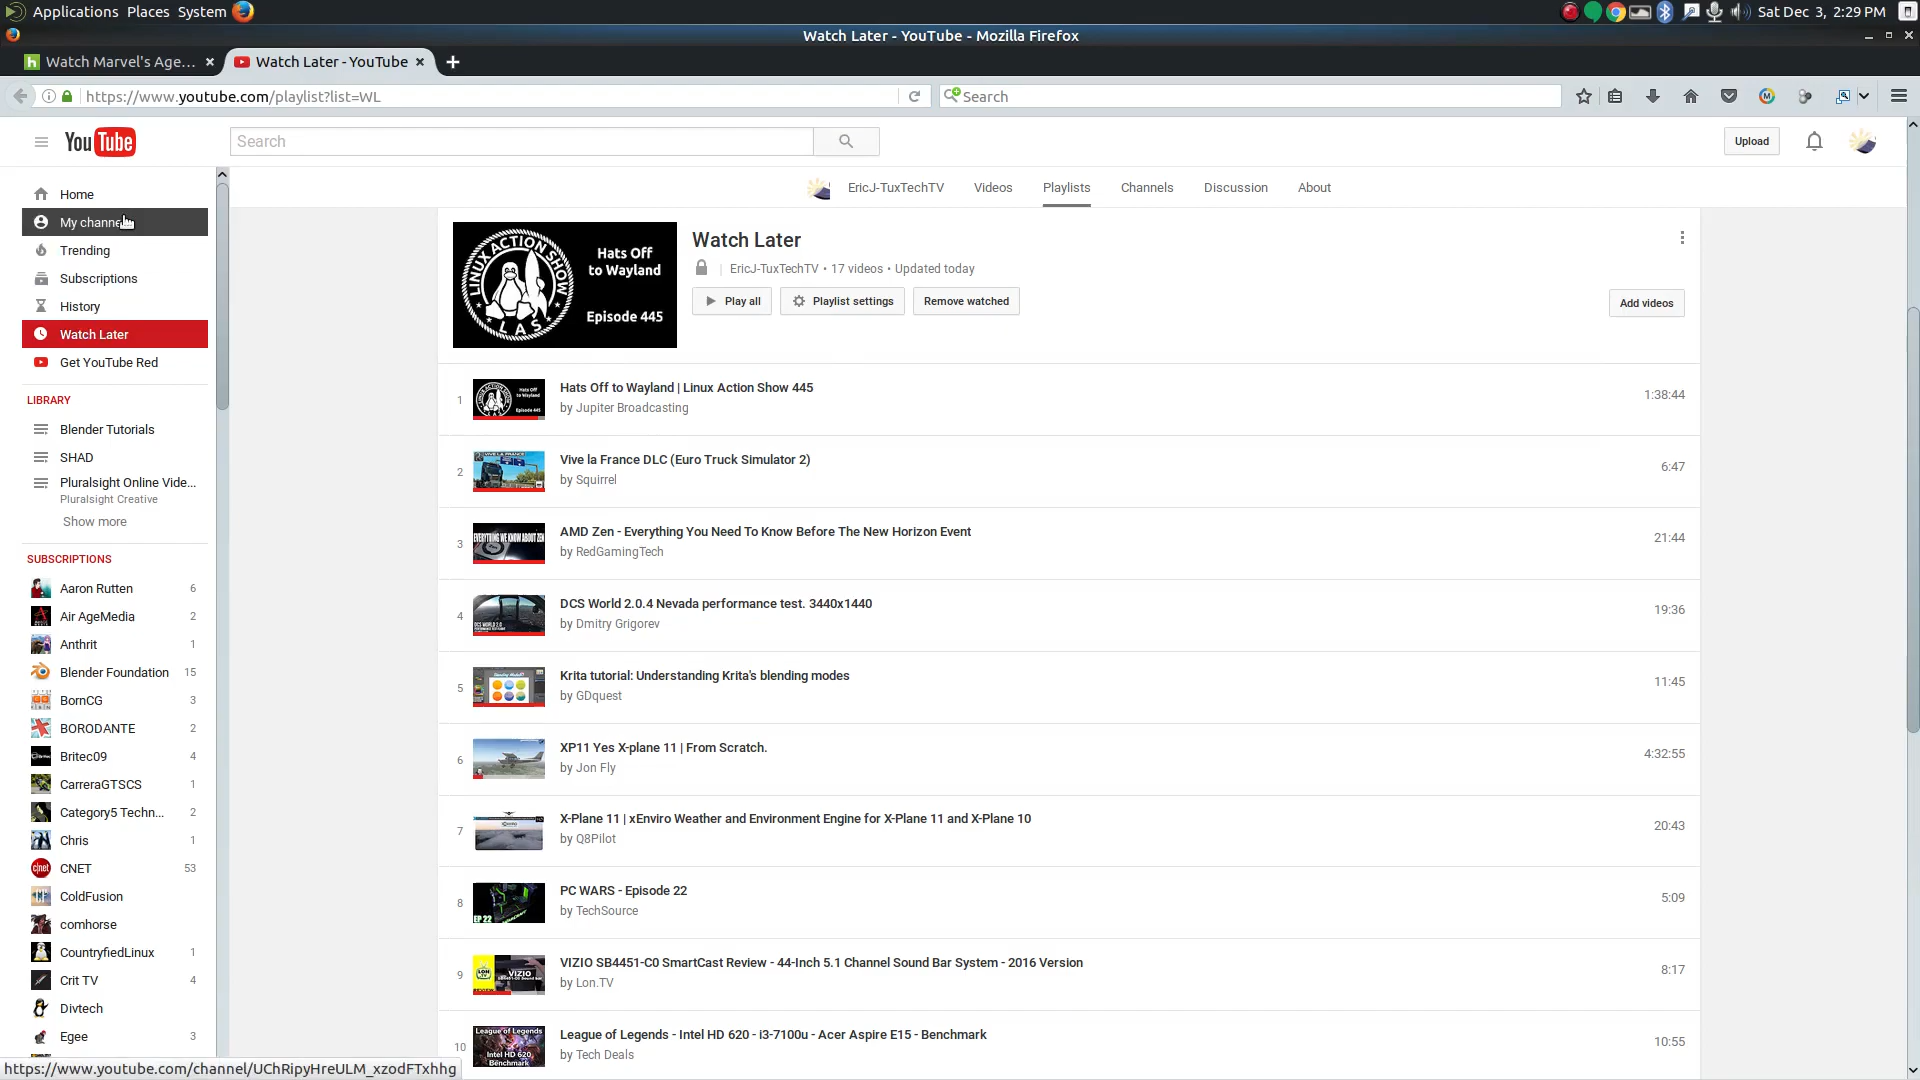 Applications Places System
Sat Dec 3, 2:29 PM
Watch Later - YouTube - Mozilla Firefox
Watch Marvel's Age...
Watch Later - YouTube
https://www.youtube.com/playlist?list=WL
Search
YouTube
Search
Upload
EricJ-TuxTechTV Videos Playlists Channels Discussion About
Home
My channel
Trending
Subscriptions
History
Watch Later
Get YouTube Red
LIBRARY
Blender Tutorials
SHAD
Pluralsight Online Vide...
Pluralsight Creative
Show more
SUBSCRIPTIONS
Aaron Rutten 6
Air AgeMedia 2
Anthrit 1
Blender Foundation 15
BornCG 3
BORODANTE 2
Britec09 4
CarreraGTSCS 1
Category5 Techn... 2
Chris 1
CNET 53
ColdFusion
comhorse
CountryfiedLinux 1
Crit TV 4
Divtech
Egee 3
https://www.youtube.com/channel/UChRipyHreULM_xzodFTxhhg
LINUX ACTION SHOW
LAS
Hats Off
to Wayland
Episode 445
Watch Later
EricJ-TuxTechTV • 17 videos • Updated today
Play all
Playlist settings
Remove watched
Add videos
1
Hats Off to Wayland | Linux Action Show 445
by Jupiter Broadcasting
1:38:44
2
Vive la France DLC (Euro Truck Simulator 2)
by Squirrel
6:47
3
AMD Zen - Everything You Need To Know Before The New Horizon Event
by RedGamingTech
21:44
4
DCS World 2.0.4 Nevada performance test. 3440x1440
by Dmitry Grigorev
19:36
5
Krita tutorial: Understanding Krita's blending modes
by GDquest
11:45
6
XP11 Yes X-plane 11 | From Scratch.
by Jon Fly
4:32:55
7
X-Plane 11 | xEnviro Weather and Environment Engine for X-Plane 11 and X-Plane 10
by Q8Pilot
20:43
8
EP 22
PC WARS - Episode 22
by TechSource
5:09
9
VIZIO
VIZIO SB4451-C0 SmartCast Review - 44-Inch 5.1 Channel Sound Bar System - 2016 Version
by Lon.TV
8:17
10
League of Legends
Intel HD 620
Benchmark
League of Legends - Intel HD 620 - i3-7100u - Acer Aspire E15 - Benchmark
by Tech Deals
10:55